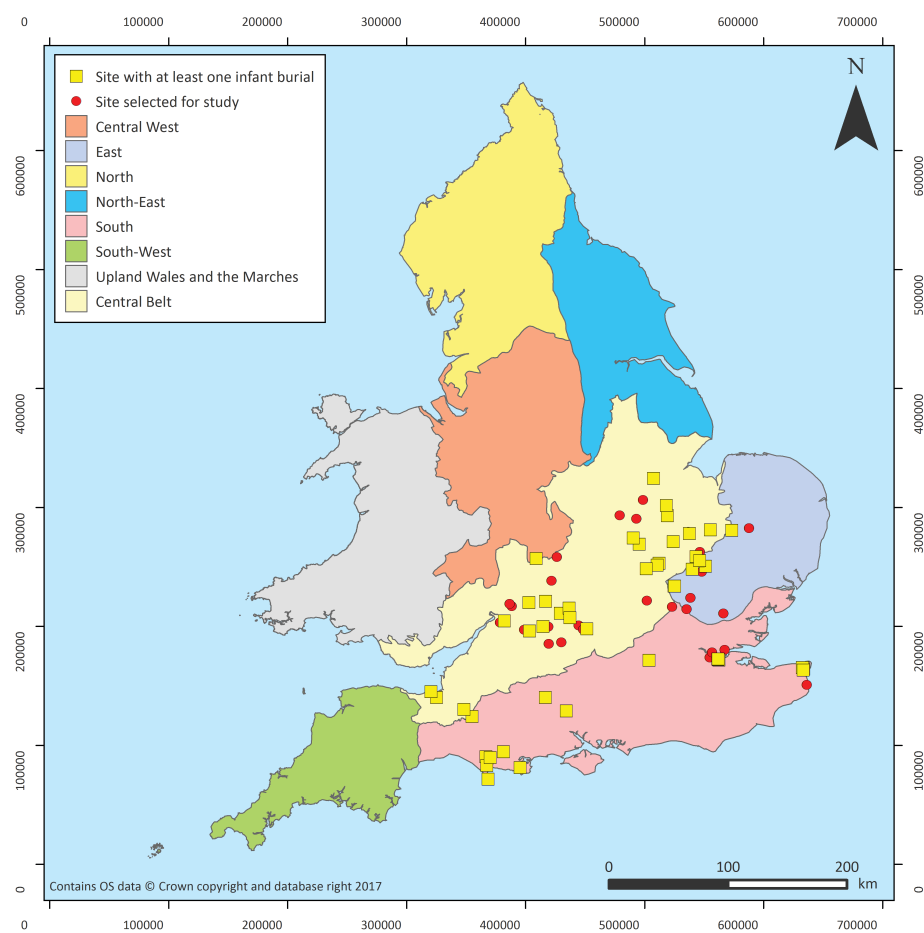 0 100000 200000 300000 400000 500000 600000 700000
N
Site with at least one infant burial
Site selected for study
Central West
East
North
North-East
South
South-West
Upland Wales and the Marches
Central Belt
600000 600000
500000 500000
400000 400000
300000 300000
200000 200000
100000 100000
0 0
0 100 200
km
Contains OS data © Crown copyright and database right 2017
0 100000 200000 300000 400000 500000 600000 700000